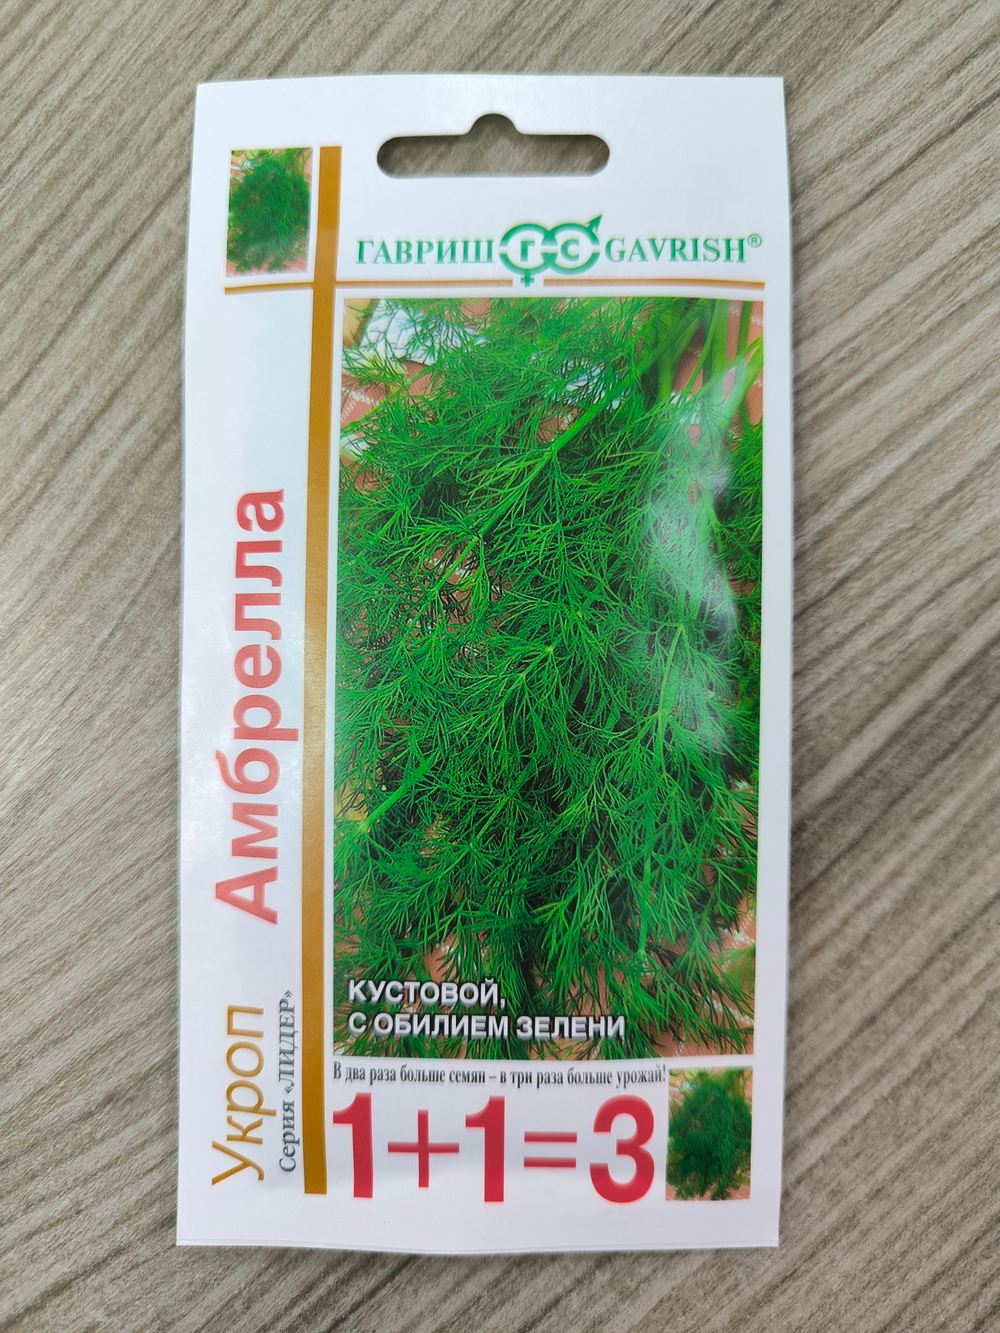 ГАВРИШ ГС GAVRISH®
Укроп Амбрелла
Серия «ЛИДЕР»
КУСТОВОЙ,
С ОБИЛИЕМ ЗЕЛЕНИ
В два раза больше семян – в три раза больше урожай!
1+1=3